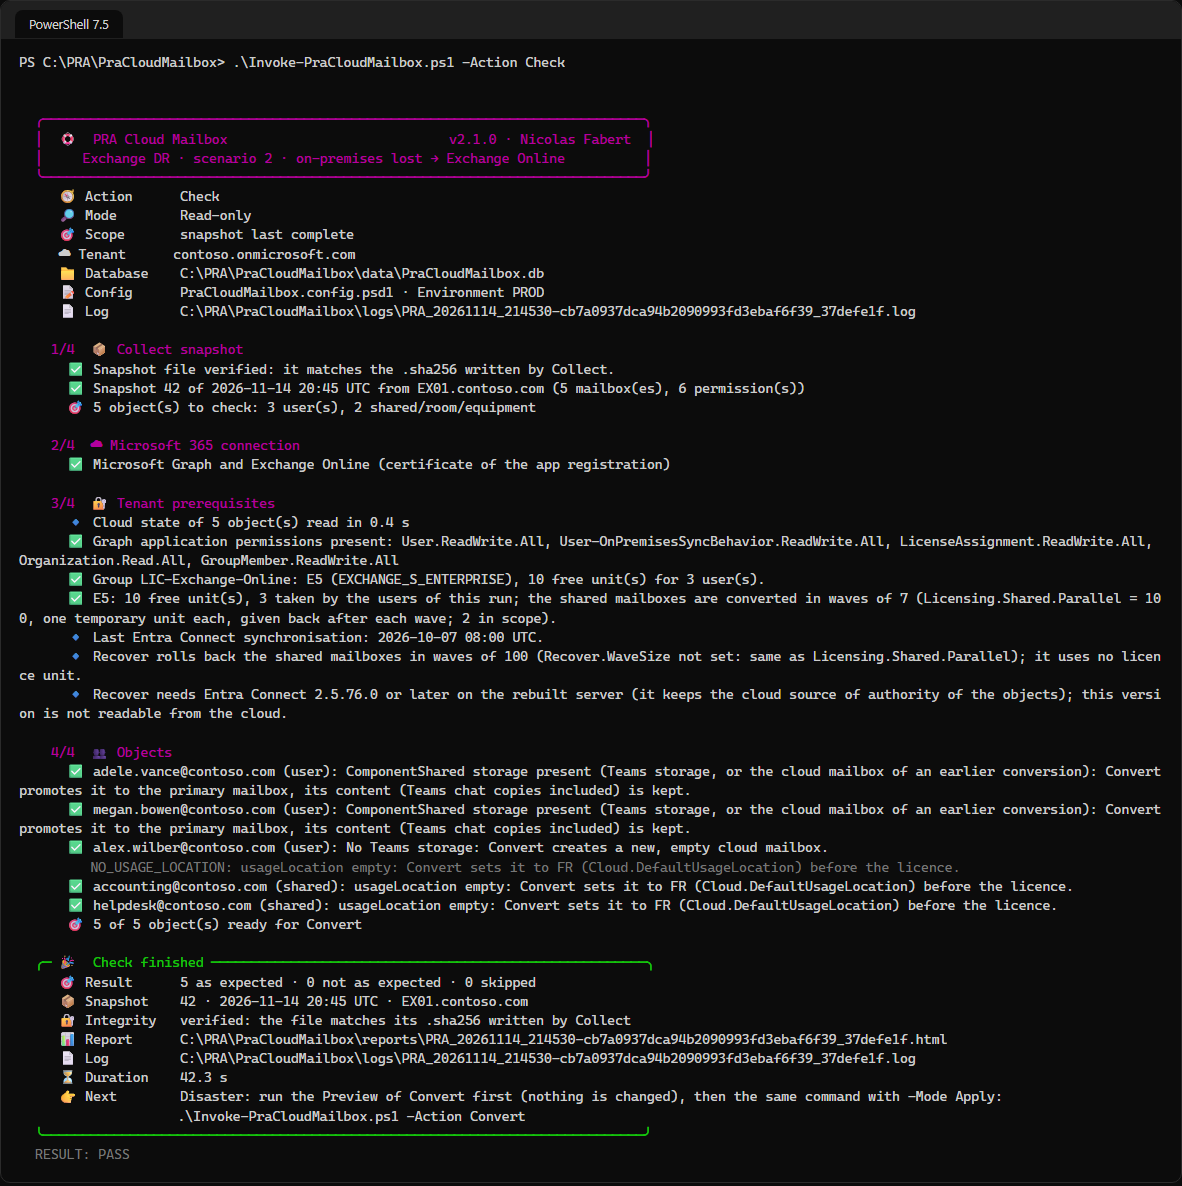 PowerShell 7.5
PS C:\PRA\PraCloudMailbox> .\Invoke-PraCloudMailbox.ps1 -Action Check
PRA Cloud Mailbox v2.1.0 · Nicolas Fabert
Exchange DR · scenario 2 · on-premises lost → Exchange Online
Action Check
Mode Read-only
Scope snapshot last complete
Tenant contoso.onmicrosoft.com
Database C:\PRA\PraCloudMailbox\data\PraCloudMailbox.db
Config PraCloudMailbox.config.psd1 · Environment PROD
Log C:\PRA\PraCloudMailbox\logs\PRA_20261114_214530-cb7a0937dca94b2090993fd3ebaf6f39_37defe1f.log
1/4 Collect snapshot
Snapshot file verified: it matches the .sha256 written by Collect.
Snapshot 42 of 2026-11-14 20:45 UTC from EX01.contoso.com (5 mailbox(es), 6 permission(s))
5 object(s) to check: 3 user(s), 2 shared/room/equipment
2/4 Microsoft 365 connection
Microsoft Graph and Exchange Online (certificate of the app registration)
3/4 Tenant prerequisites
Cloud state of 5 object(s) read in 0.4 s
Graph application permissions present: User.ReadWrite.All, User-OnPremisesSyncBehavior.ReadWrite.All, LicenseAssignment.ReadWrite.All,
Organization.Read.All, GroupMember.ReadWrite.All
Group LIC-Exchange-Online: E5 (EXCHANGE_S_ENTERPRISE), 10 free unit(s) for 3 user(s).
E5: 10 free unit(s), 3 taken by the users of this run; the shared mailboxes are converted in waves of 7 (Licensing.Shared.Parallel = 10
0, one temporary unit each, given back after each wave; 2 in scope).
Last Entra Connect synchronisation: 2026-10-07 08:00 UTC.
Recover rolls back the shared mailboxes in waves of 100 (Recover.WaveSize not set: same as Licensing.Shared.Parallel); it uses no licen
ce unit.
Recover needs Entra Connect 2.5.76.0 or later on the rebuilt server (it keeps the cloud source of authority of the objects); this versi
on is not readable from the cloud.
4/4 Objects
adele.vance@contoso.com (user): ComponentShared storage present (Teams storage, or the cloud mailbox of an earlier conversion): Convert
promotes it to the primary mailbox, its content (Teams chat copies included) is kept.
megan.bowen@contoso.com (user): ComponentShared storage present (Teams storage, or the cloud mailbox of an earlier conversion): Convert
promotes it to the primary mailbox, its content (Teams chat copies included) is kept.
alex.wilber@contoso.com (user): No Teams storage: Convert creates a new, empty cloud mailbox.
NO_USAGE_LOCATION: usageLocation empty: Convert sets it to FR (Cloud.DefaultUsageLocation) before the licence.
accounting@contoso.com (shared): usageLocation empty: Convert sets it to FR (Cloud.DefaultUsageLocation) before the licence.
helpdesk@contoso.com (shared): usageLocation empty: Convert sets it to FR (Cloud.DefaultUsageLocation) before the licence.
5 of 5 object(s) ready for Convert
Check finished
Result 5 as expected · 0 not as expected · 0 skipped
Snapshot 42 · 2026-11-14 20:45 UTC · EX01.contoso.com
Integrity verified: the file matches its .sha256 written by Collect
Report C:\PRA\PraCloudMailbox\reports\PRA_20261114_214530-cb7a0937dca94b2090993fd3ebaf6f39_37defe1f.html
Log C:\PRA\PraCloudMailbox\logs\PRA_20261114_214530-cb7a0937dca94b2090993fd3ebaf6f39_37defe1f.log
Duration 42.3 s
Next Disaster: run the Preview of Convert first (nothing is changed), then the same command with -Mode Apply:
.\Invoke-PraCloudMailbox.ps1 -Action Convert
RESULT: PASS